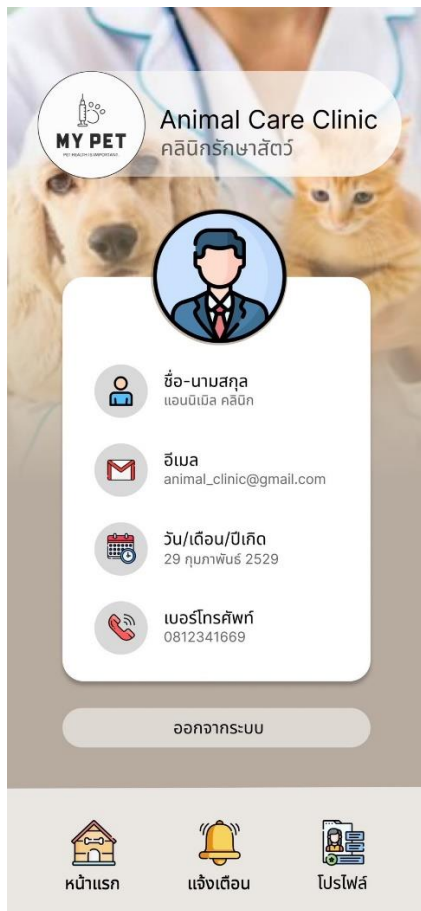 MY PET
PET HEALTH IS IMPORTANT
Animal Care Clinic
คลินิกรักษาสัตว์
ชื่อ-นามสกุล
แอนนิเมิล คลินิก
อีเมล
animal_clinic@gmail.com
วัน/เดือน/ปีเกิด
29 กุมภาพันธ์ 2529
เบอร์โทรศัพท์
0812341669
ออกจากระบบ
หน้าแรก
แจ้งเตือน
โปรไฟล์